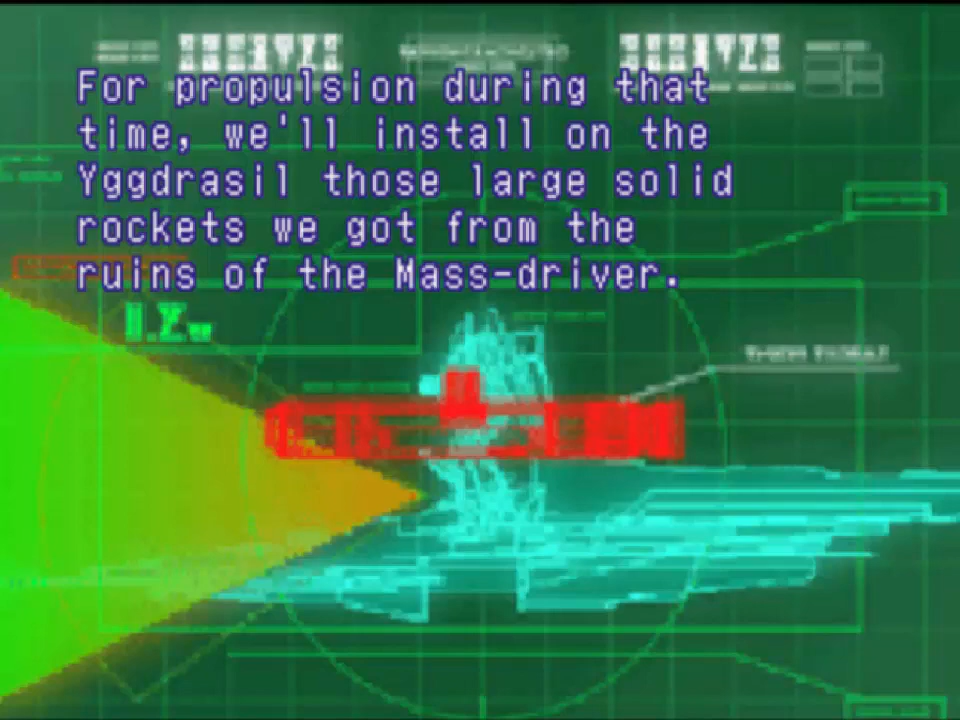 For propulsion during that
time, we'll install on the
Yggdrasil those large solid
rockets we got from the
ruins of the Mass-driver.